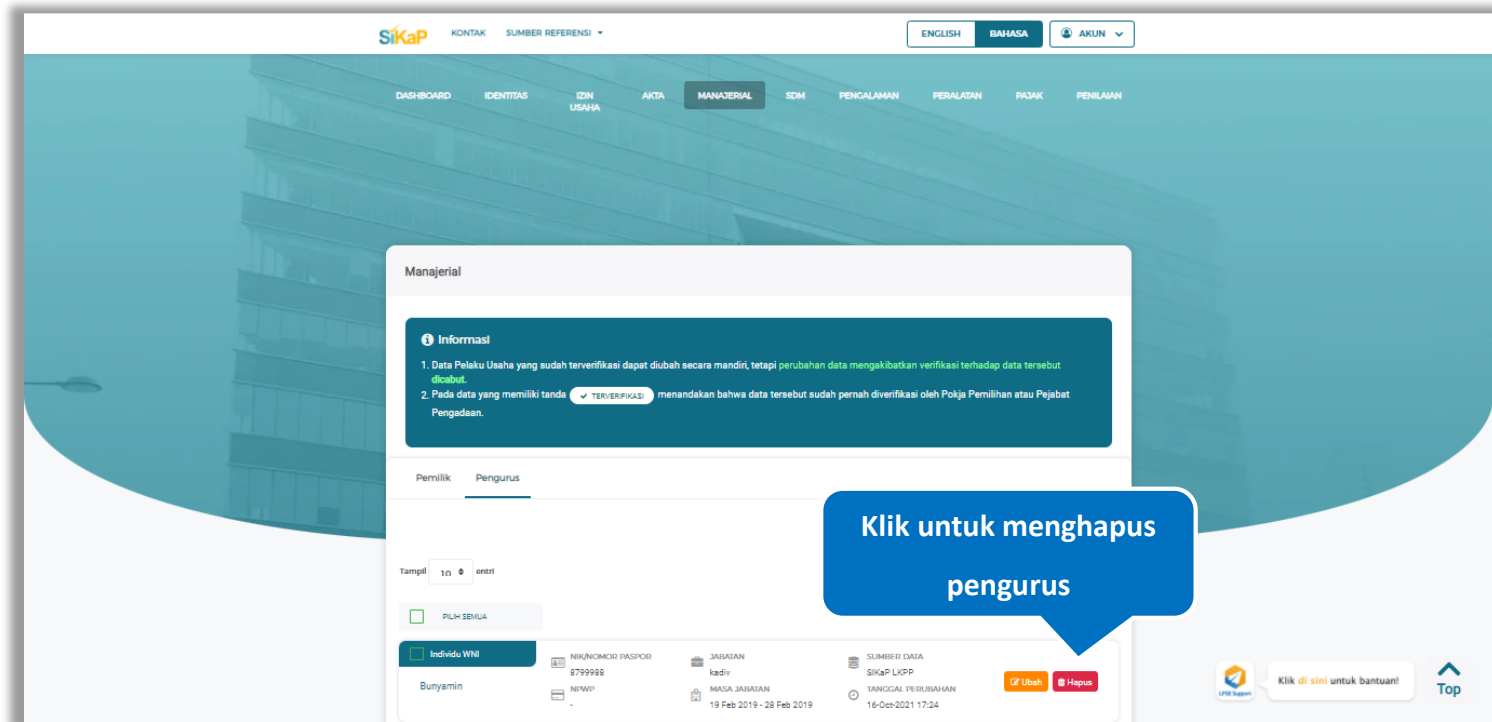 SiKaP KONTAK SUMBER REFERENSI ENGLISH BAHASA AKUN
DASHBOARD IDENTITAS IZIN USAHA AKTA MANAJERIAL SDM PENGALAMAN PERALATAN PAJAK PENILAIAN
Manajerial
Informasi
1. Data Pelaku Usaha yang sudah terverifikasi dapat diubah secara mandiri, tetapi perubahan data mengakibatkan verifikasi terhadap data tersebut
dicabut.
2. Pada data yang memiliki tanda TERVERIFIKASI menandakan bahwa data tersebut sudah pernah diverifikasi oleh Pokja Pemilihan atau Pejabat
Pengadaan.
Pemilik Pengurus
Klik untuk menghapus
pengurus
Tampil 10 entri
PILIH SEMUA
Individu WNI
Bunyamin
NIK/NOMOR PASPOR
8799988
NPWP
-
JABATAN
kadiv
MASA JABATAN
19 Feb 2019 - 28 Feb 2019
SUMBER DATA
SIKaP LKPP
TANGGAL PERUBAHAN
16-Oct-2021 17:24
Ubah Hapus
LPSE Support
Klik di sini untuk bantuan!
Top